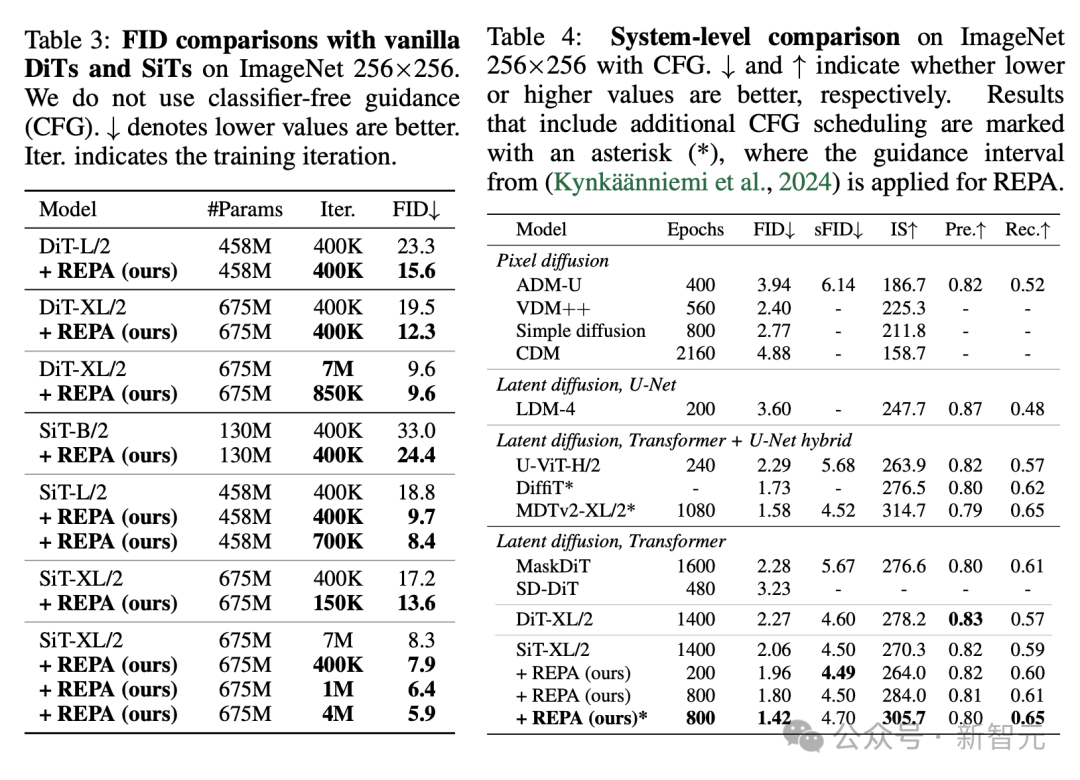 Table 3: FID comparisons with vanilla
DiTs and SiTs on ImageNet 256×256.
We do not use classifier-free guidance
(CFG). ↓ denotes lower values are better.
Iter. indicates the training iteration.
Model #Params Iter. FID↓
DiT-L/2 458M 400K 23.3
+ REPA (ours) 458M 400K 15.6
DiT-XL/2 675M 400K 19.5
+ REPA (ours) 675M 400K 12.3
DiT-XL/2 675M 7M 9.6
+ REPA (ours) 675M 850K 9.6
SiT-B/2 130M 400K 33.0
+ REPA (ours) 130M 400K 24.4
SiT-L/2 458M 400K 18.8
+ REPA (ours) 458M 400K 9.7
+ REPA (ours) 458M 700K 8.4
SiT-XL/2 675M 400K 17.2
+ REPA (ours) 675M 150K 13.6
SiT-XL/2 675M 7M 8.3
+ REPA (ours) 675M 400K 7.9
+ REPA (ours) 675M 1M 6.4
+ REPA (ours) 675M 4M 5.9
Table 4: System-level comparison on ImageNet
256×256 with CFG. ↓ and ↑ indicate whether lower
or higher values are better, respectively. Results
that include additional CFG scheduling are marked
with an asterisk (*), where the guidance interval
from (Kynkäänniemi et al., 2024) is applied for REPA.
Model Epochs FID↓ sFID↓ IS↑ Pre.↑ Rec.↑
Pixel diffusion
ADM-U 400 3.94 6.14 186.7 0.82 0.52
VDM++ 560 2.40 - 225.3 - -
Simple diffusion 800 2.77 - 211.8 - -
CDM 2160 4.88 - 158.7 - -
Latent diffusion, U-Net
LDM-4 200 3.60 - 247.7 0.87 0.48
Latent diffusion, Transformer + U-Net hybrid
U-ViT-H/2 240 2.29 5.68 263.9 0.82 0.57
DiffiT* - 1.73 - 276.5 0.80 0.62
MDTv2-XL/2* 1080 1.58 4.52 314.7 0.79 0.65
Latent diffusion, Transformer
MaskDiT 1600 2.28 5.67 276.6 0.80 0.61
SD-DiT 480 3.23 - - - -
DiT-XL/2 1400 2.27 4.60 278.2 0.83 0.57
SiT-XL/2 1400 2.06 4.50 270.3 0.82 0.59
+ REPA (ours) 200 1.96 4.49 264.0 0.82 0.60
+ REPA (ours) 800 1.80 4.50 284.0 0.81 0.61
+ REPA (ours)* 800 1.42 4.70 305.7 0.80 0.65
公众号 · 新智元